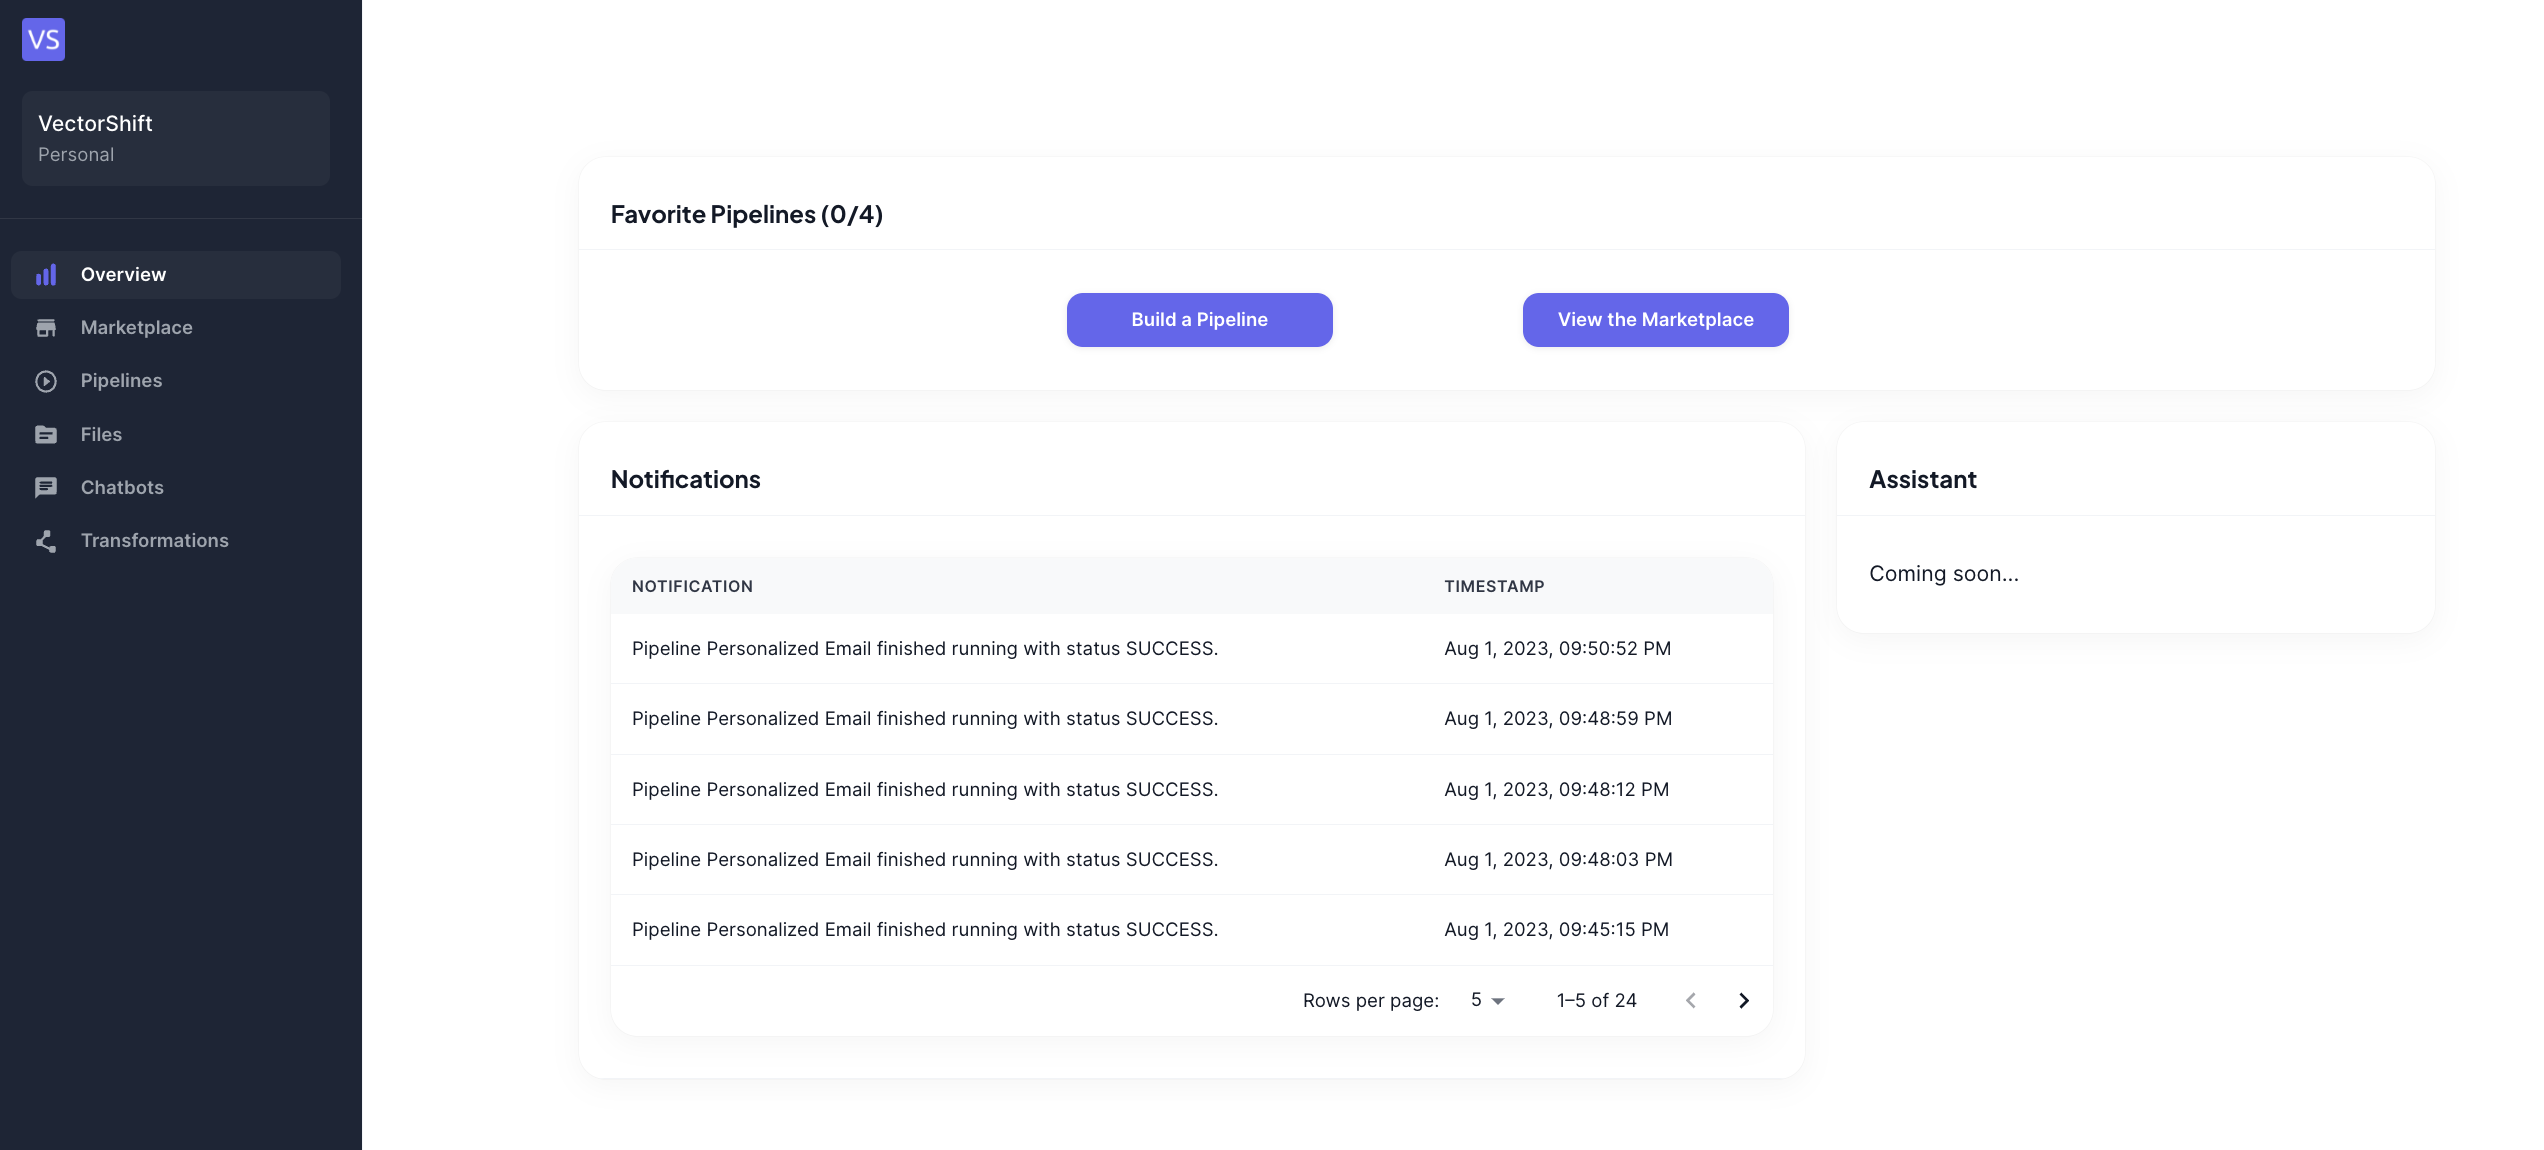 VS
VectorShift
Personal
Overview
Marketplace
Pipelines
Files
Chatbots
Transformations
Favorite Pipelines (0/4)
Build a Pipeline
View the Marketplace
Notifications
NOTIFICATION TIMESTAMP
Pipeline Personalized Email finished running with status SUCCESS. Aug 1, 2023, 09:50:52 PM
Pipeline Personalized Email finished running with status SUCCESS. Aug 1, 2023, 09:48:59 PM
Pipeline Personalized Email finished running with status SUCCESS. Aug 1, 2023, 09:48:12 PM
Pipeline Personalized Email finished running with status SUCCESS. Aug 1, 2023, 09:48:03 PM
Pipeline Personalized Email finished running with status SUCCESS. Aug 1, 2023, 09:45:15 PM
Rows per page: 5 1–5 of 24
Assistant
Coming soon...